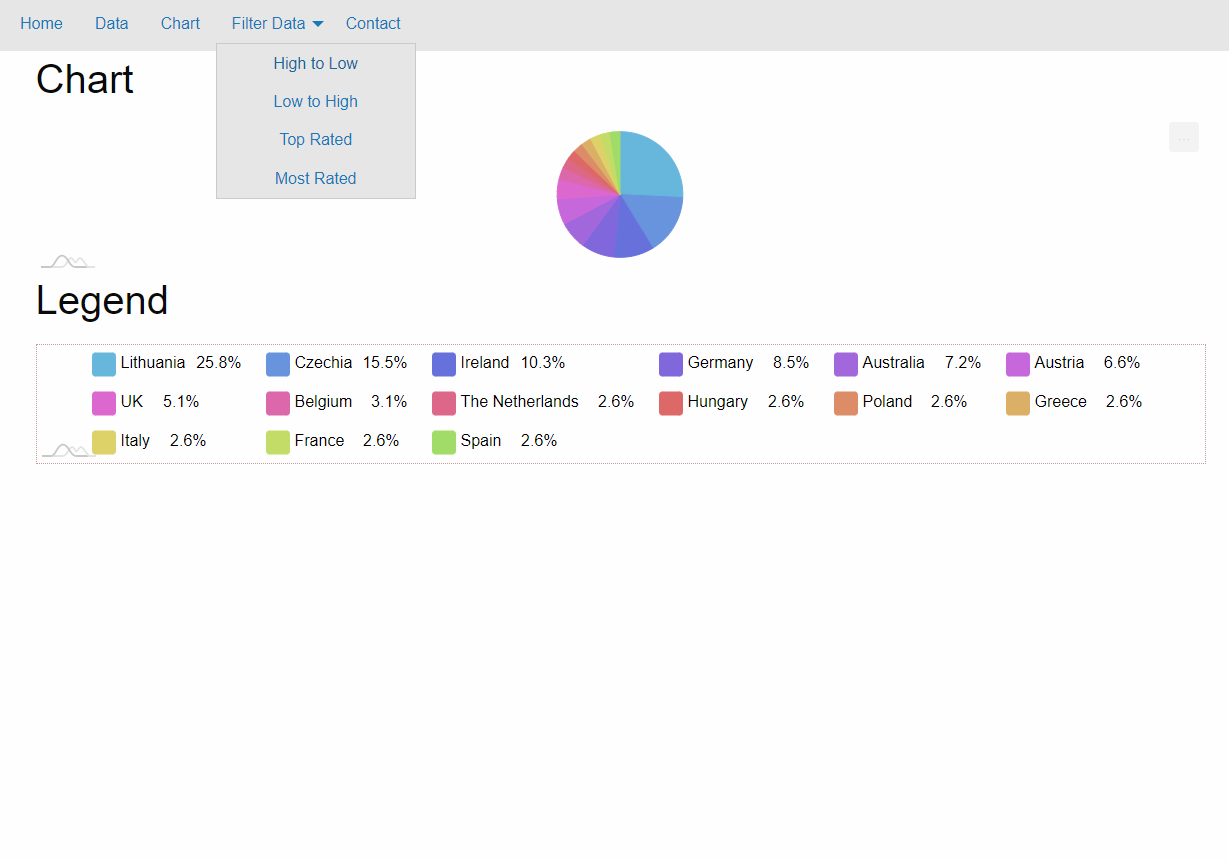 Home Data Chart Filter Data Contact
High to Low
Low to High
Top Rated
Most Rated
Chart
...
Legend
Lithuania 25.8% Czechia 15.5% Ireland 10.3% Germany 8.5% Australia 7.2% Austria 6.6%
UK 5.1% Belgium 3.1% The Netherlands 2.6% Hungary 2.6% Poland 2.6% Greece 2.6%
Italy 2.6% France 2.6% Spain 2.6%